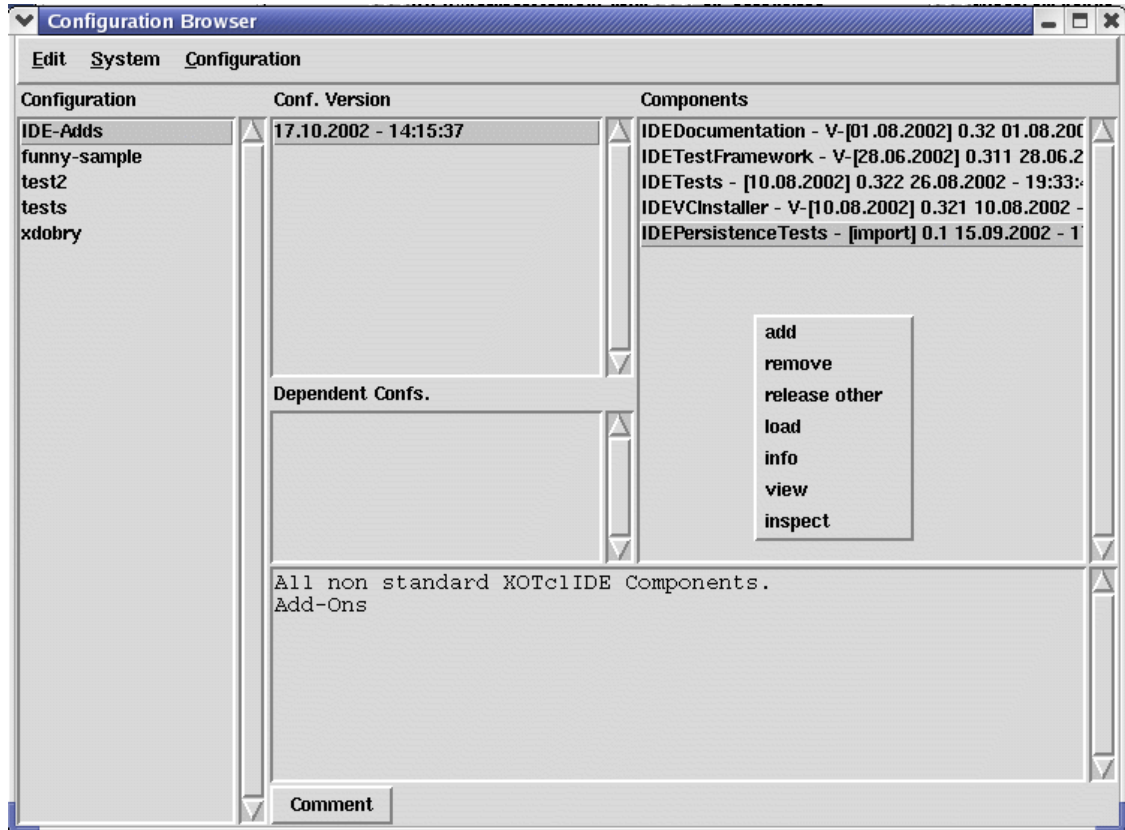 Configuration Browser
Edit System Configuration
Configuration
IDE-Adds
funny-sample
test2
tests
xdobry
Conf. Version
17.10.2002 - 14:15:37
Dependent Confs.
Components
IDEDocumentation - V-[01.08.2002] 0.32 01.08.200
IDETestFramework - V-[28.06.2002] 0.311 28.06.2
IDETests - [10.08.2002] 0.322 26.08.2002 - 19:33:
IDEVCInstaller - V-[10.08.2002] 0.321 10.08.2002 -
IDEPersistenceTests - [import] 0.1 15.09.2002 - 1
add
remove
release other
load
info
view
inspect
All non standard XOTclIDE Components.
Add-Ons
Comment